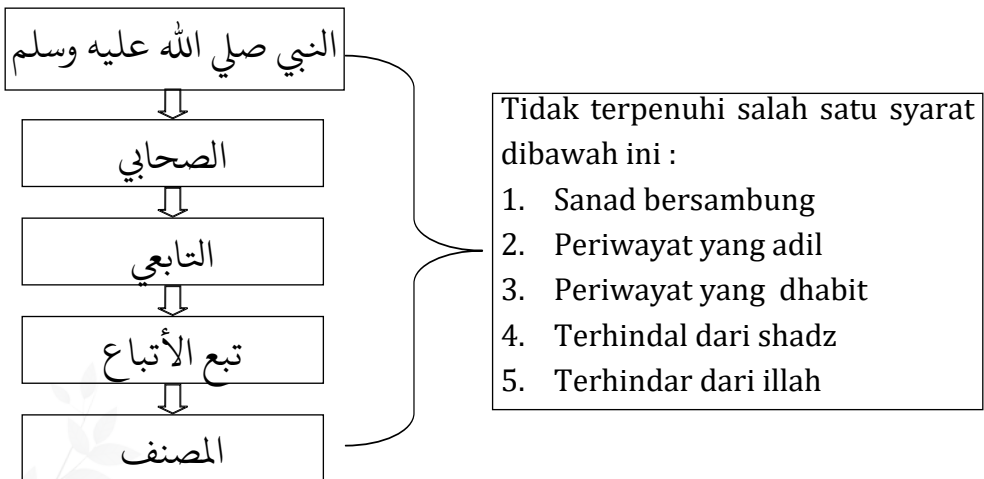 النبي صلي الله عليه وسلم
الصحابي
التابعي
تبع الأتباع
المصنف
Tidak terpenuhi salah satu syarat
dibawah ini :
1. Sanad bersambung
2. Periwayat yang adil
3. Periwayat yang dhabit
4. Terhindal dari shadz
5. Terhindar dari illah